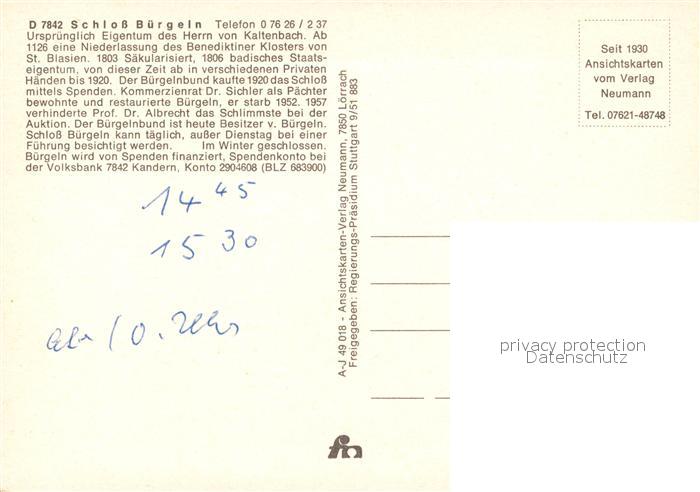 D 7842 Schloß Bürgeln Telefon 0 76 26 / 2 37
Ursprünglich Eigentum des Herrn von Kaltenbach. Ab
1126 eine Niederlassung des Benediktiner Klosters von
St. Blasien. 1803 Säkularisiert, 1806 badisches Staats-
eigentum, von dieser Zeit ab in verschiedenen Privaten
Händen bis 1920. Der Bürgelnbund kaufte 1920 das Schloß
mittels Spenden. Kommerzienrat Dr. Sichler als Pächter
bewohnte und restaurierte Bürgeln, er starb 1952. 1957
verhinderte Prof. Dr. Albrecht das Schlimmste bei der
Auktion. Der Bürgelnbund ist heute Besitzer v. Bürgeln.
Schloß Bürgeln kann täglich, außer Dienstag bei einer
Führung besichtigt werden. Im Winter geschlossen.
Bürgeln wird von Spenden finanziert, Spendenkonto bei
der Volksbank 7842 Kandern, Konto 2904608 (BLZ 683900)
14 45
15 30
10. Uhr
A-J 49 018 - Ansichtskarten-Verlag Neumann, 7850 Lörrach
Freigegeben: Regierungs-Präsidium Stuttgart 9/51 883
Seit 1930
Ansichtskarten
vom Verlag
Neumann
Tel. 07621-48748
privacy protection
Datenschutz